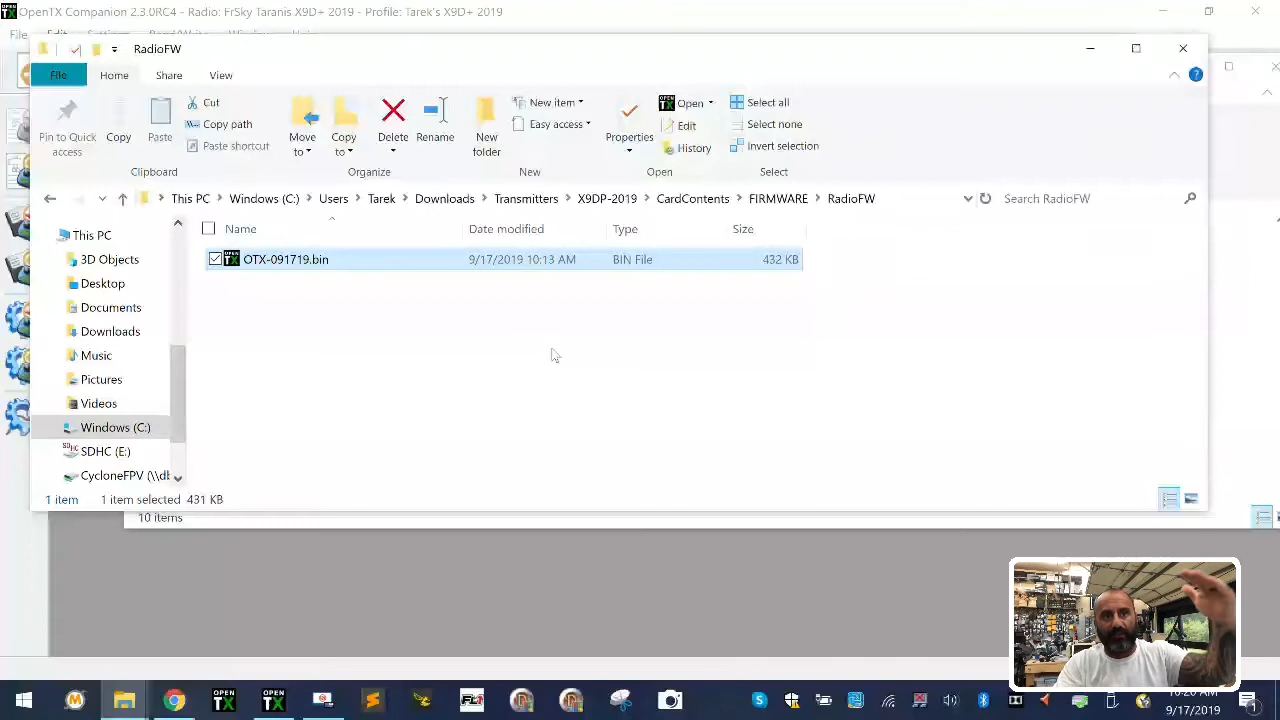 OpenTX Companion 2.3.0RC4 - Radio: FrSky Taranis X9D+ 2019 - Profile: Tarek's X9D+ 2019
RadioFW
File
Home
Share
View
Pin to Quick access
Copy
Paste
Cut
Copy path
Paste shortcut
Clipboard
Move to
Copy to
Delete
Rename
Organize
New folder
New item
Easy access
New
Properties
Open
Edit
History
Open
Select all
Select none
Invert selection
Select
This PC
Windows (C:)
Users
Tarek
Downloads
Transmitters
X9DP-2019
CardContents
FIRMWARE
RadioFW
Search RadioFW
Name
Date modified
Type
Size
OTX-091719.bin
9/17/2019 10:13 AM
BIN File
432 KB
This PC
3D Objects
Desktop
Documents
Downloads
Music
Pictures
Videos
Windows (C:)
SDHC (E:)
CycloneFPV (\\db
1 item
1 item selected
431 KB
10 items
OPEN TX
OPEN TX
9/17/2019